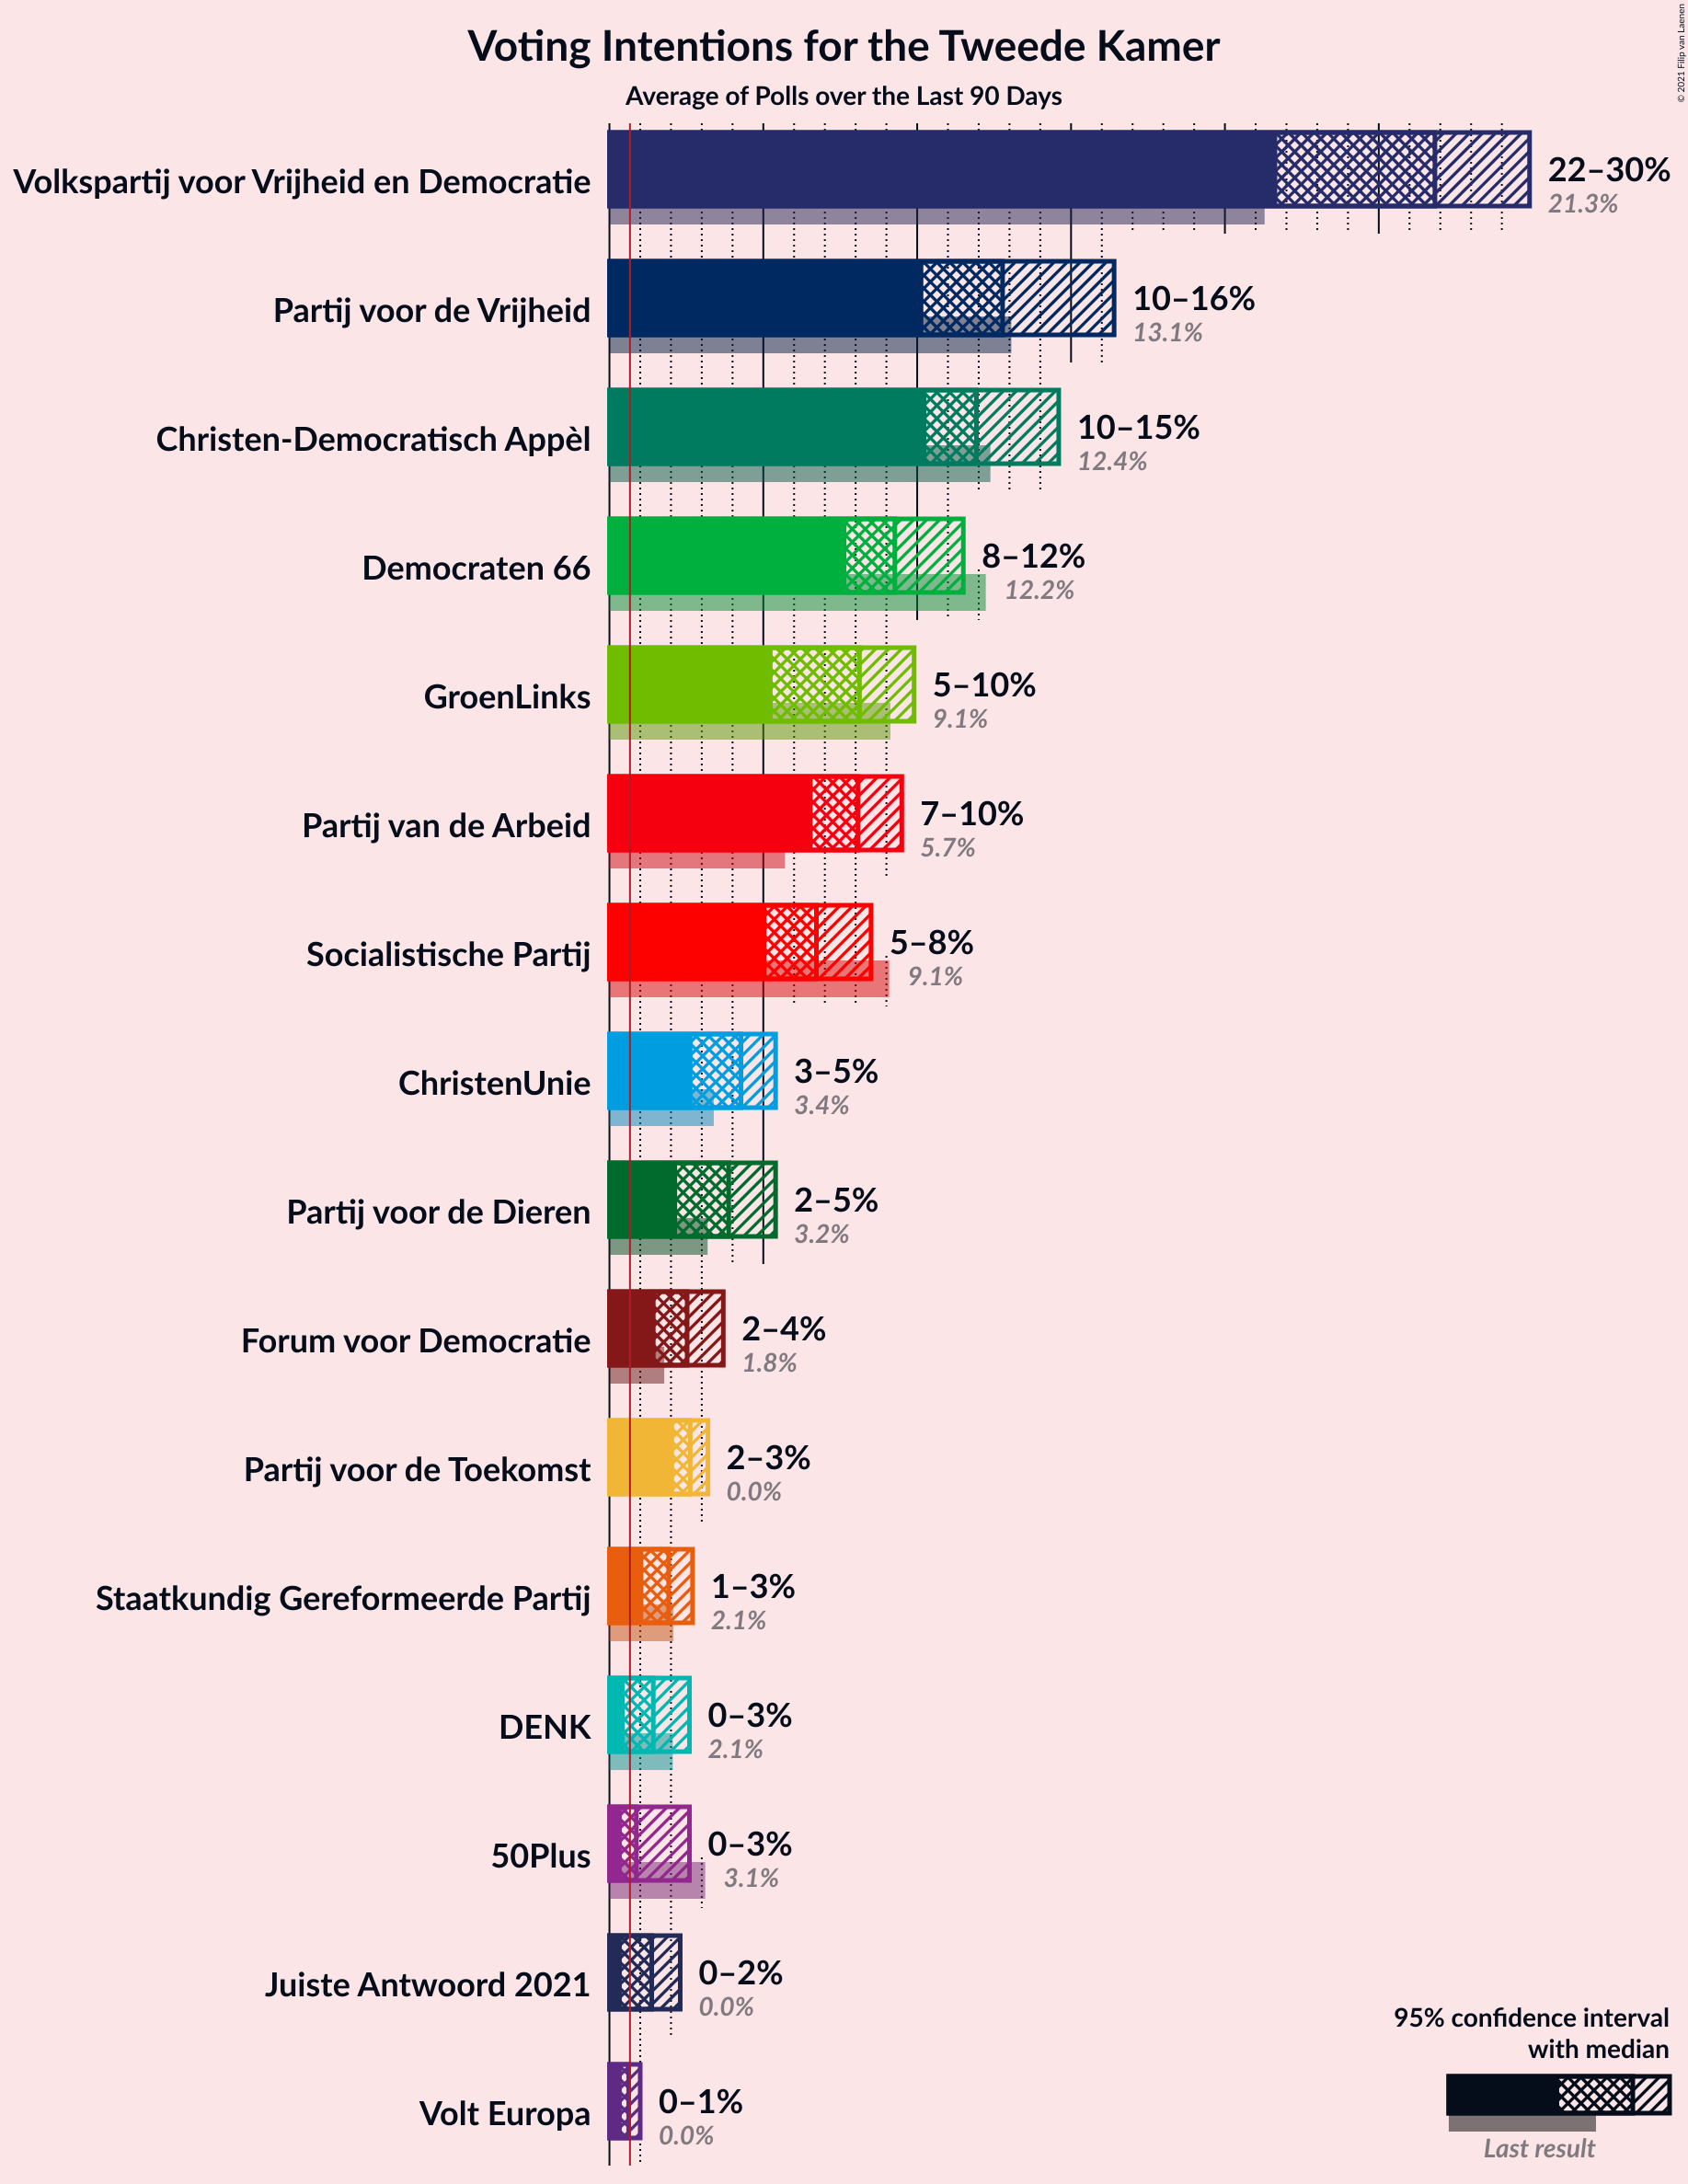 Voting Intentions for the Tweede Kamer
Average of Polls over the Last 90 Days
© 2021 Filip van Laenen
Volkspartij voor Vrijheid en Democratie
22–30%
21.3%
Partij voor de Vrijheid
10–16%
13.1%
Christen-Democratisch Appèl
10–15%
12.4%
Democraten 66
8–12%
12.2%
GroenLinks
5–10%
9.1%
Partij van de Arbeid
7–10%
5.7%
Socialistische Partij
5–8%
9.1%
ChristenUnie
3–5%
3.4%
Partij voor de Dieren
2–5%
3.2%
Forum voor Democratie
2–4%
1.8%
Partij voor de Toekomst
2–3%
0.0%
Staatkundig Gereformeerde Partij
1–3%
2.1%
DENK
0–3%
2.1%
50Plus
0–3%
3.1%
Juiste Antwoord 2021
0–2%
0.0%
Volt Europa
0–1%
0.0%
95% confidence interval
with median
Last result